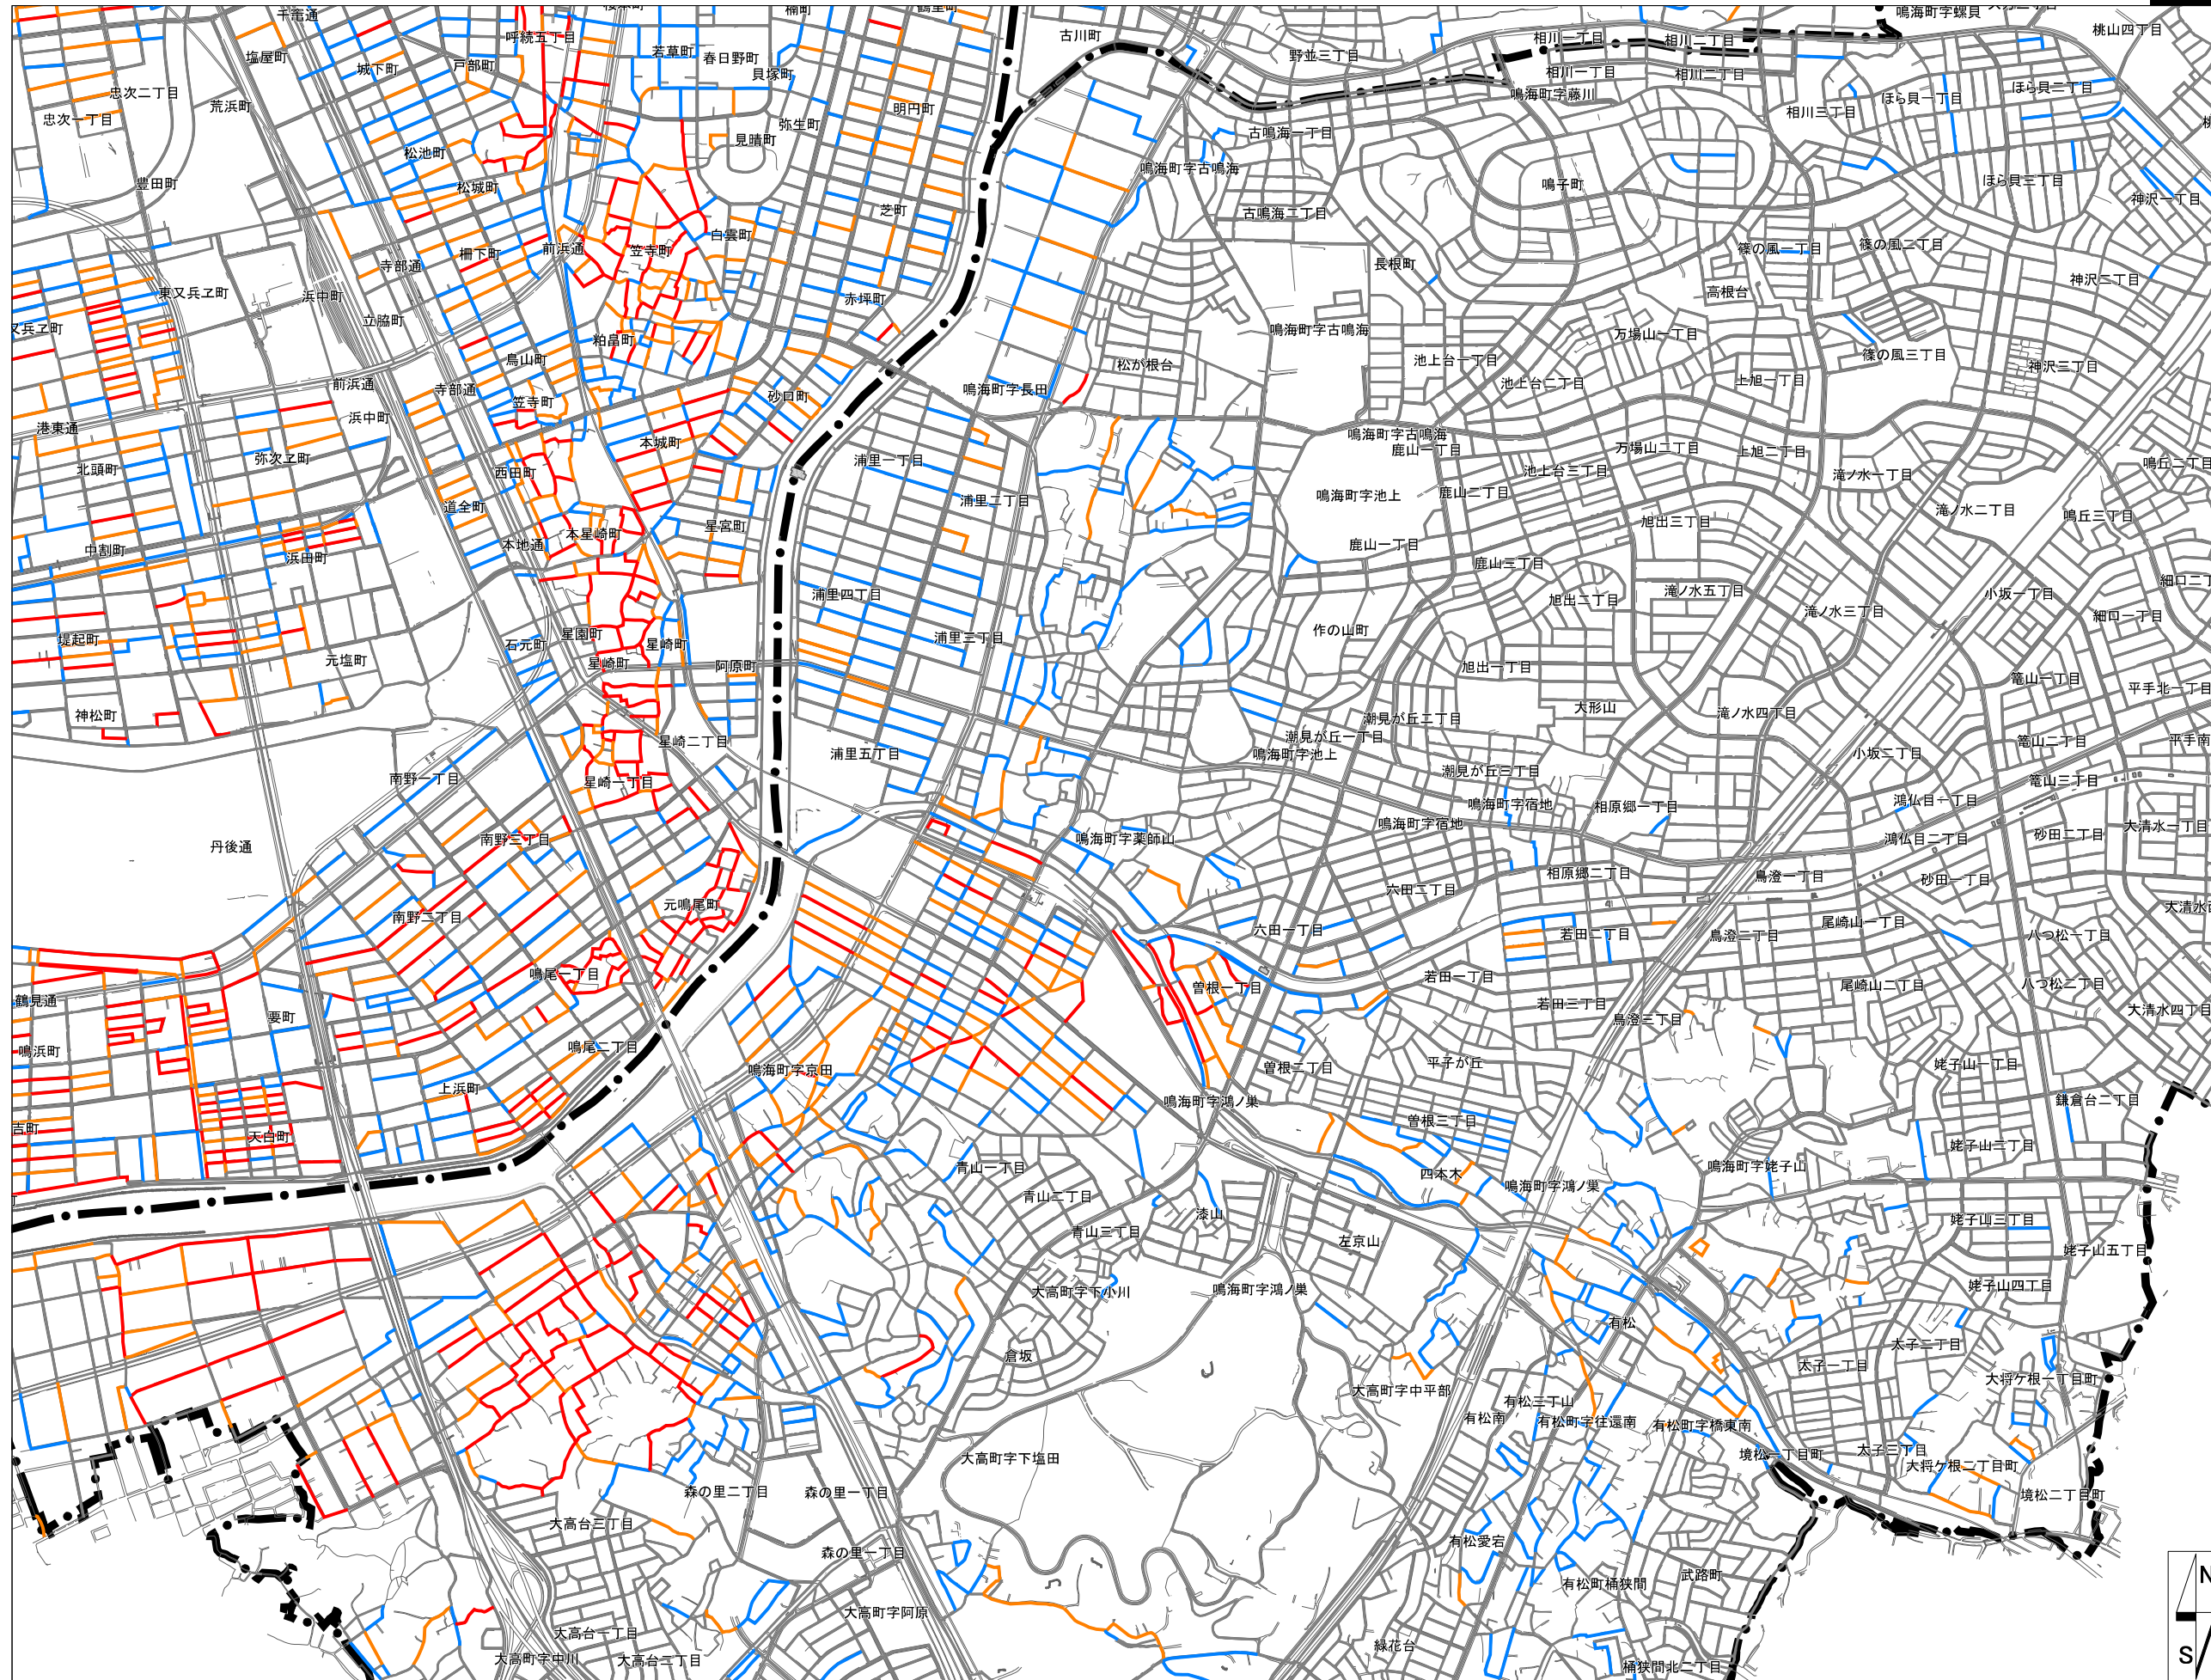 千竈通
楠町
鳴海町字螺貝
桃山四丁目
塩屋町
呼続五丁目
若草町
春日野町
古川町
野並三丁目
相川一丁目
相川二丁目
城下町
戸部町
貝塚町
相川一丁目
相川二丁目
忠次二丁目
荒浜町
明円町
鳴海町字藤川
相川三丁目
ほら貝一丁目
ほら貝二丁目
忠次一丁目
弥生町
見晴町
古鳴海一丁目
松池町
鳴海町字古鳴海
豊田町
松城町
鳴子町
ほら貝三丁目
神沢一丁目
芝町
古鳴海二丁目
白雲町
寺部通
柵下町
前浜通
笠寺町
長根町
篠の風一丁目
篠の風二丁目
神沢二丁目
東又兵ヱ町
浜中町
赤坪町
高根台
立脇町
又兵ヱ町
粕畠町
鳴海町字古鳴海
万場山一丁目
鳥山町
松が根台
池上台一丁目
篠の風三丁目
神沢三丁目
前浜通
寺部通
笠寺町
砂口町
鳴海町字長田
池上台二丁目
上旭一丁目
港東通
浜中町
本城町
鳴海町字古鳴海
鹿山一丁目
万場山二丁目
上旭二丁目
北頭町
弥次ヱ町
西田町
浦里一丁目
池上台三丁目
滝ノ水一丁目
鳴丘二丁目
道全町
浦里二丁目
鳴海町字池上
鹿山二丁目
滝ノ水二丁目
鳴丘三丁目
中割町
浜田町
本地通
本星崎町
星宮町
鹿山一丁目
旭出三丁目
鹿山三丁目
浦里四丁目
旭出二丁目
滝ノ水五丁目
滝ノ水三丁目
小坂一丁目
細口二丁
細口一丁目
堤起町
元塩町
石元町
星園町
星崎町
星崎町
阿原町
浦里三丁目
作の山町
旭出一丁目
篭山一丁目
平手北一丁目
神松町
星崎二丁目
浦里五丁目
潮見が丘二丁目
潮見が丘一丁目
鳴海町字池上
大形山
滝ノ水四丁目
小坂二丁目
篭山二丁目
平手南
南野一丁目
星崎一丁目
潮見が丘三丁目
篭山三丁目
丹後通
南野三丁目
鳴海町字薬師山
鳴海町字宿地
鳴海町字宿地
相原郷一丁目
鴻仏目一丁目
鴻仏目二丁目
砂田二丁目
大清水一丁目
南野二丁目
元鳴尾町
六田二丁目
相原郷二丁目
鳥澄一丁目
砂田一丁目
六田一丁目
若田二丁目
鳥澄二丁目
尾崎山一丁目
八つ松一丁目
鶴見通
要町
鳴尾一丁目
曽根一丁目
若田一丁目
若田三丁目
鳥澄三丁目
尾崎山二丁目
八つ松二丁目
大清水四丁目
鳴浜町
鳴尾二丁目
鳴海町字京田
曽根二丁目
平子が丘
姥子山一丁目
上浜町
鳴海町字鴻ノ巣
曽根三丁目
鎌倉台二丁目
吉町
天白町
青山一丁目
四本木
鳴海町字鴻ノ巣
鳴海町字姥子山
姥子山二丁目
青山二丁目
青山三丁目
漆山
左京山
姥子山三丁目
姥子山五丁目
大高町字下小川
鳴海町字鴻ノ巣
姥子山四丁目
倉坂
有松
太子二丁目
太子一丁目
大高町字中平部
大将ケ根一丁目町
有松南
有松三丁山
有松町字往還南
有松町字橋東南
大高町字下塩田
境松一丁目町
太子三丁目
大将ケ根二丁目町
森の里二丁目
森の里一丁目
境松二丁目町
大高台三丁目
森の里一丁目
有松愛宕
有松町桶狭間
武路町
大高町字阿原
大高台一丁目
緑花台
大高町字中川
大高台二丁目
桶狭間北二丁目
N
S